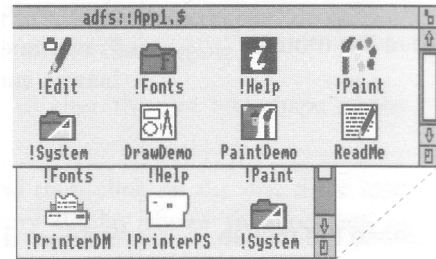 adfs::App1.$
!Edit !Fonts !Help !Paint
!System DrawDemo PaintDemo ReadMe
!Fonts !Help !Paint
!PrinterDM !PrinterPS !System